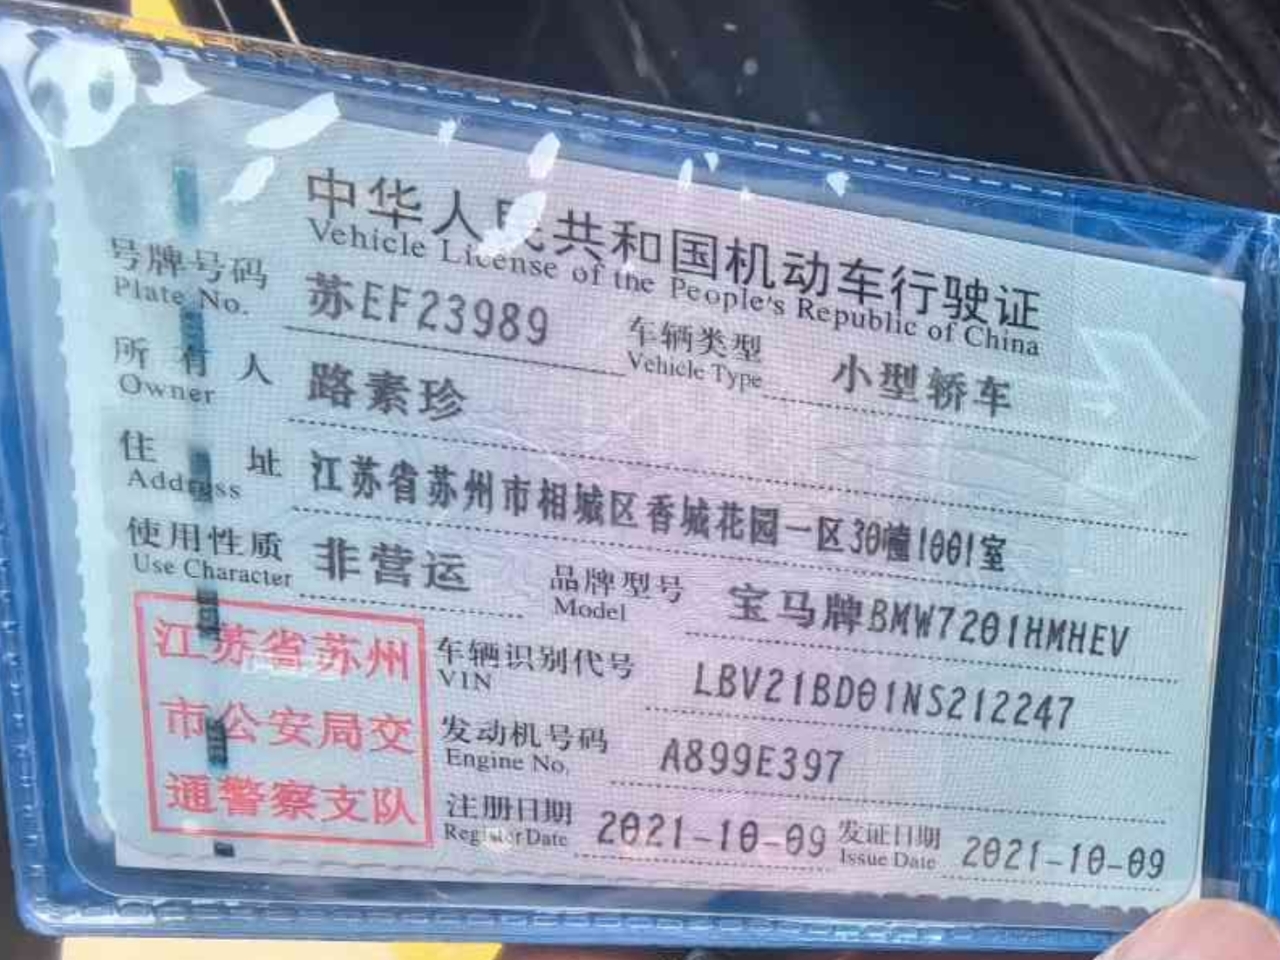 中华人民共和国机动车行驶证
Vehicle License of the People's Republic of China
号牌号码 苏EF23989 车辆类型 小型轿车
Plate No. Vehicle Type
所有人 路素珍
Owner
住址 江苏省苏州市相城区香城花园一区30幢1001室
Address
使用性质 非营运 品牌型号 宝马牌BMW7201HMHEV
Use Character Model
车辆识别代号 LBV21BD01NS212247
VIN
发动机号码 A899E397
Engine No.
注册日期 2021-10-09 发证日期 2021-10-09
Register Date Issue Date
江苏省苏州
市公安局交
通警察支队